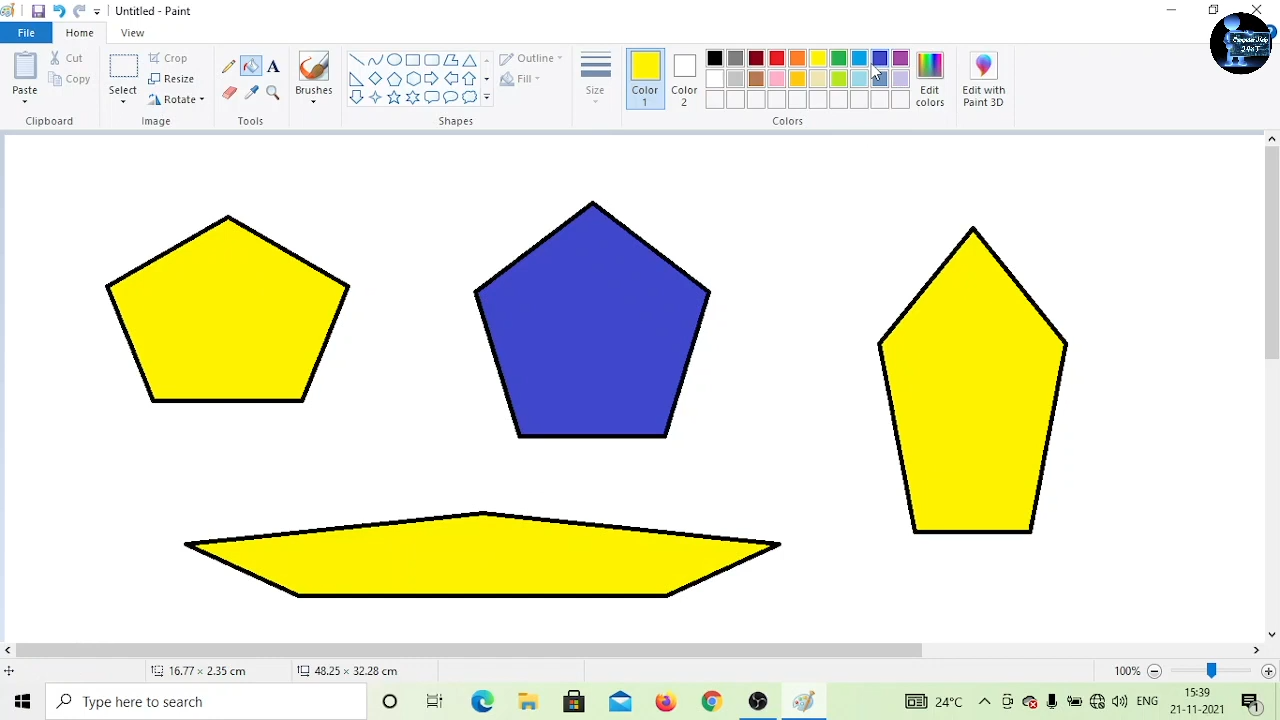 Untitled - Paint
File
Home
View
Paste
Cut
Copy
Clipboard
Select
Crop
Resize
Rotate
Image
A
Tools
Brushes
Outline
Fill
Shapes
Size
Color
1
Color
2
Edit
colors
Colors
Edit with
Paint 3D
24x7
16.77 × 2.35 cm
48.25 × 32.28 cm
100%
Type here to search
24°C
ENG
15:39
21-11-2021
1